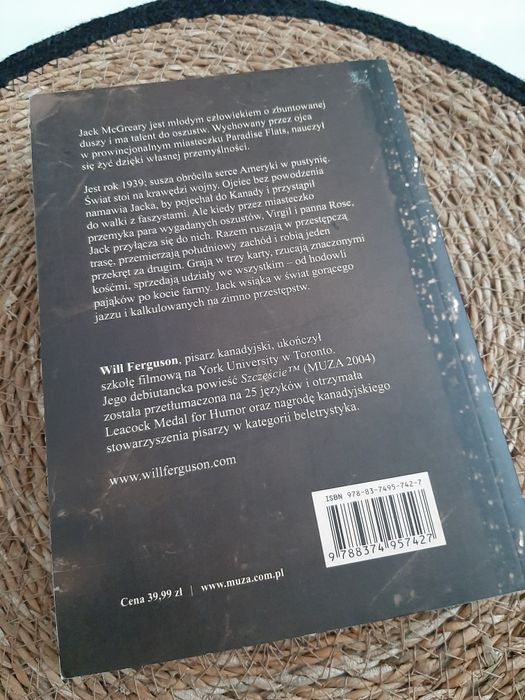 Jack McGreary jest młodym człowiekiem o zbuntowanej
duszy i ma talent do oszustw. Wychowany przez ojca
w prowincjonalnym miasteczku Paradise Flats, nauczył
się żyć dzięki własnej przemyślności.
Jest rok 1939; susza obróciła serce Ameryki w pustynię.
Świat stoi na krawędzi wojny. Ojciec bez powodzenia
namawia Jacka, by pojechał do Kanady i przystąpił
do walki z faszystami. Ale kiedy przez miasteczko
przemyka para wygadanych oszustów, Virgil i panna Rose,
Jack przyłącza się do nich. Razem ruszają w przestępczą
trasę, przemierzają południowy zachód i robią jeden
przekręt za drugim. Grają w trzy karty, rzucają znaczonymi
kośćmi, sprzedają udziały we wszystkim – od hodowli
pająków po kocie farmy. Jack wsiąka w świat gorącego
jazzu i kalkulowanych na zimno przestępstw.
Will Ferguson, pisarz kanadyjski, ukończył
szkołę filmową na York University w Toronto.
Jego debiutancka powieść Szczęście™ (MUZA 2004)
została przetłumaczona na 25 języków i otrzymała
Leacock Medal for Humor oraz nagrodę kanadyjskiego
stowarzyszenia pisarzy w kategorii beletrystyka.
www.willferguson.com
ISBN 978-83-7495-742-7
9 788374 957427
Cena 39,99 zł | www.muza.com.pl